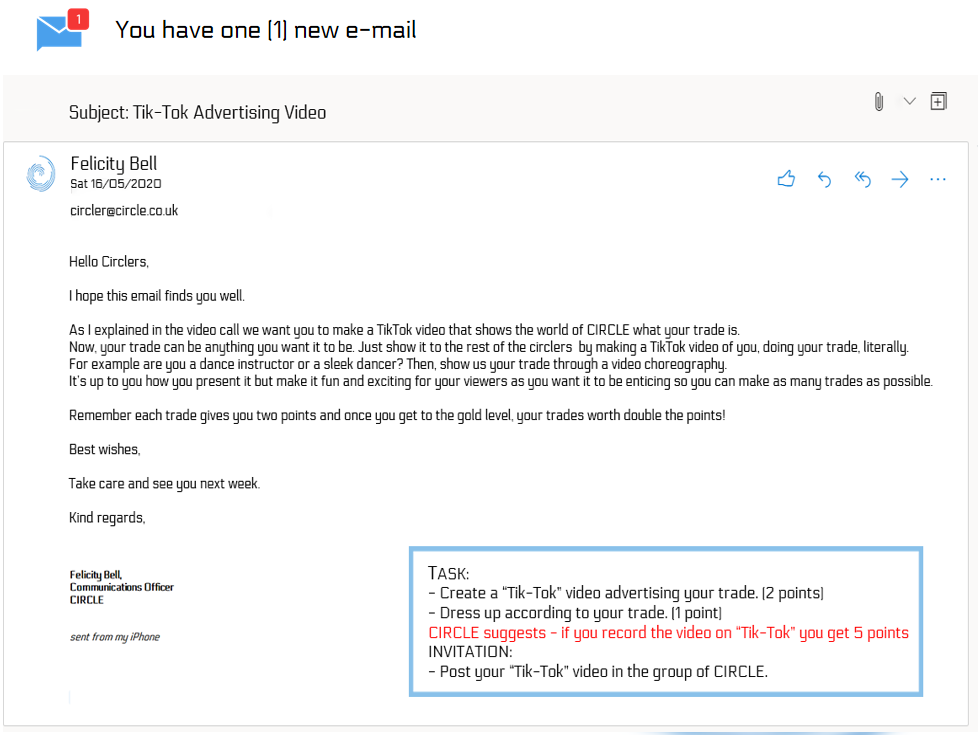 1
You have one (1) new e-mail
Subject: Tik-Tok Advertising Video
Felicity Bell
Sat 16/05/2020
circler@circle.co.uk
Hello Circlers,
I hope this email finds you well.
As I explained in the video call we want you to make a TikTok video that shows the world of CIRCLE what your trade is.
Now, your trade can be anything you want it to be. Just show it to the rest of the circlers by making a TikTok video of you, doing your trade, literally.
For example are you a dance instructor or a sleek dancer? Then, show us your trade through a video choreography.
It's up to you how you present it but make it fun and exciting for your viewers as you want it to be enticing so you can make as many trades as possible.
Remember each trade gives you two points and once you get to the gold level, your trades worth double the points!
Best wishes,
Take care and see you next week.
Kind regards,
Felicity Bell,
Communications Officer
CIRCLE
sent from my iPhone
TASK:
- Create a "Tik-Tok" video advertising your trade. (2 points)
- Dress up according to your trade. (1 point)
CIRCLE suggests - if you record the video on "Tik-Tok" you get 5 points
INVITATION:
- Post your "Tik-Tok" video in the group of CIRCLE.